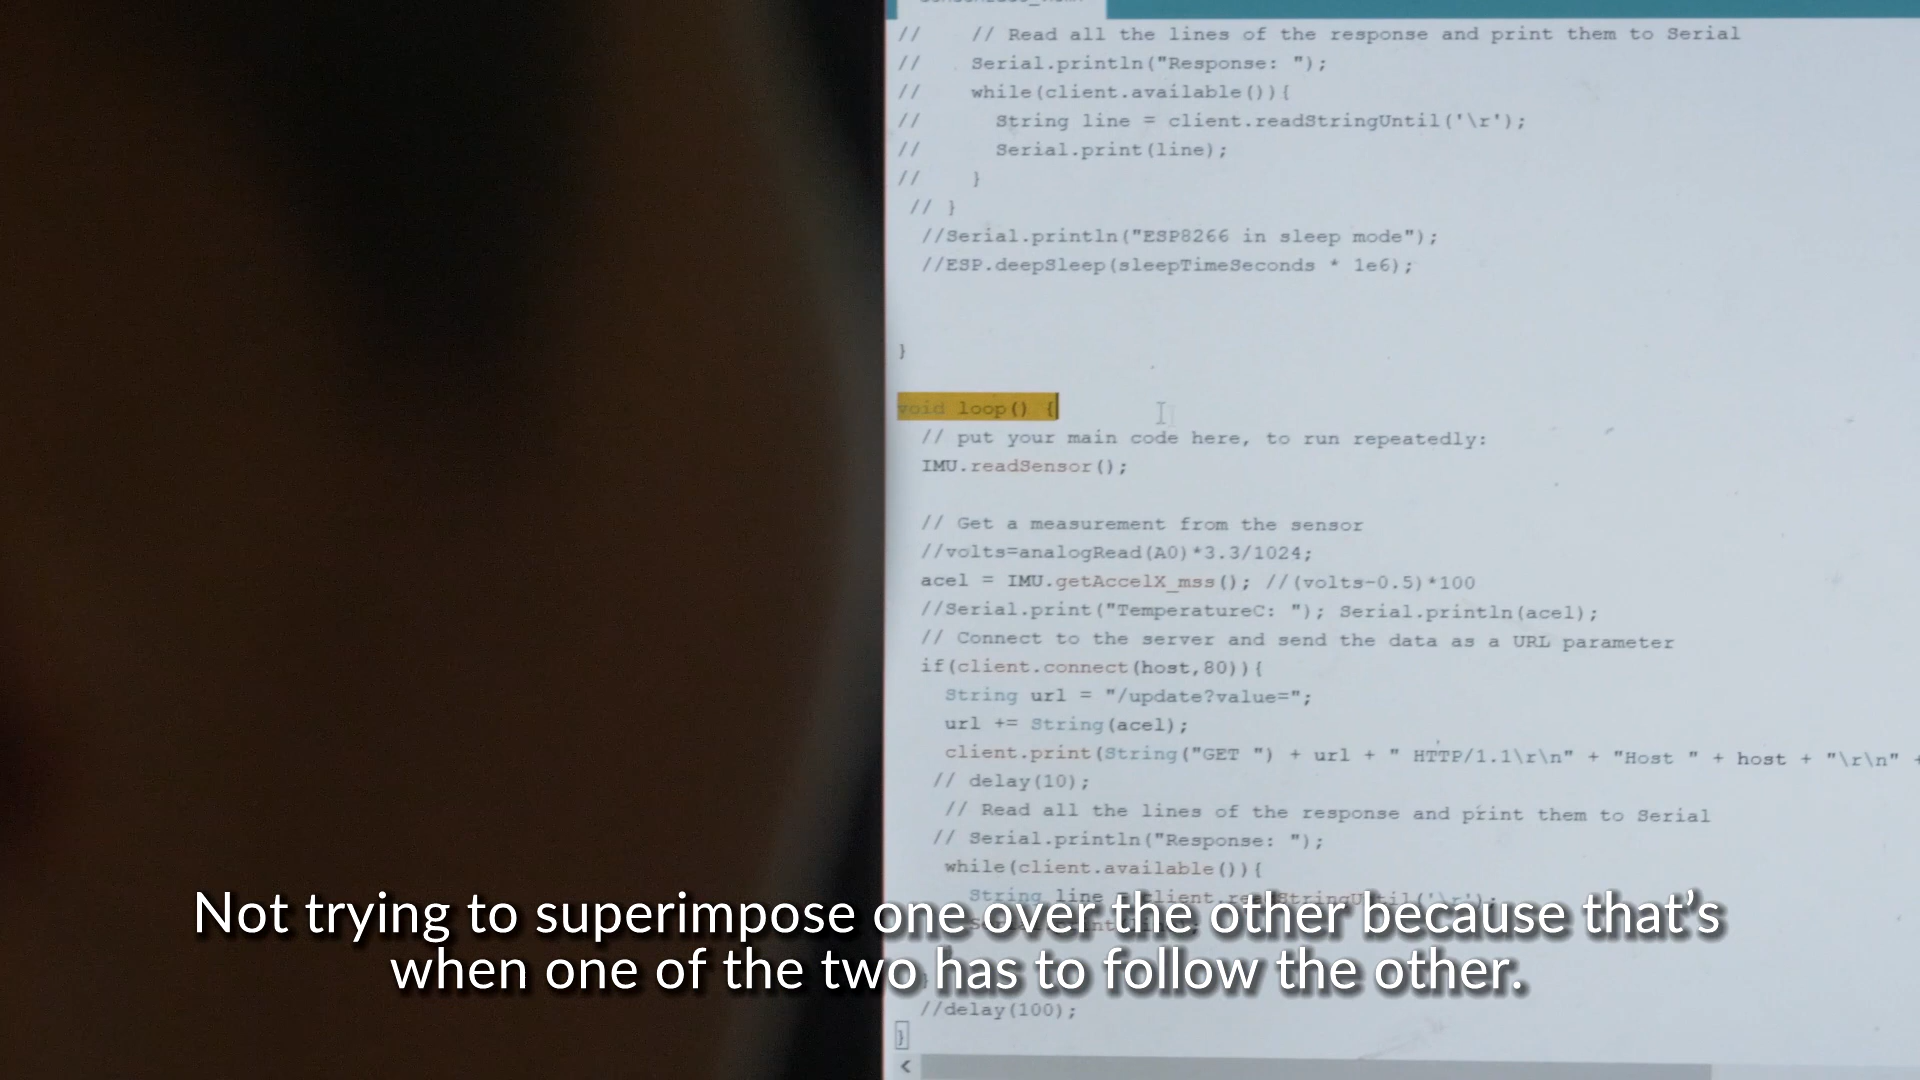 //    // Read all the lines of the response and print them to Serial
//    Serial.println("Response: ");
//    while(client.available()){
//      String line = client.readStringUntil('\r');
//      Serial.print(line);
//    }
// }
//Serial.println("ESP8266 in sleep mode");
//ESP.deepSleep(sleepTimeSeconds * 1e6);
}
void loop() {
// put your main code here, to run repeatedly:
IMU.readSensor();
// Get a measurement from the sensor
//volts=analogRead(A0)*3.3/1024;
acel = IMU.getAccelX_mss(); //(volts-0.5)*100
//Serial.print("TemperatureC: "); Serial.println(acel);
// Connect to the server and send the data as a URL parameter
if(client.connect(host,80)){
String url = "/update?value=";
url += String(acel);
client.print(String("GET ") + url + " HTTP/1.1\r\n" + "Host " + host + "\r\n" +
// delay(10);
// Read all the lines of the response and print them to Serial
// Serial.println("Response: ");
while(client.available()){
String line = client.readStringUntil('\r');
Not trying to superimpose one over the other because that's
when one of the two has to follow the other.
//delay(100);
}